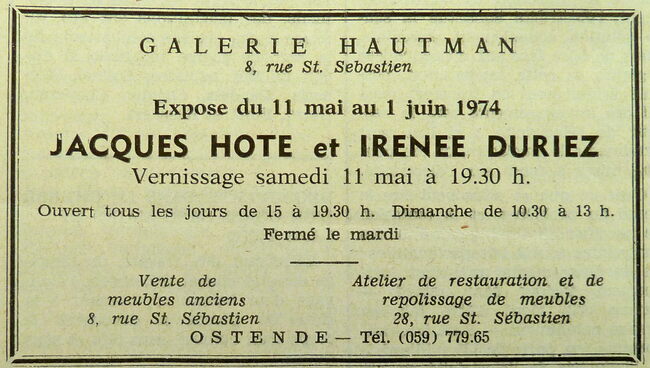 GALERIE HAUTMAN
8, rue St. Sebastien
Expose du 11 mai au 1 juin 1974
JACQUES HOTE et IRENEE DURIEZ
Vernissage samedi 11 mai à 19.30 h.
Ouvert tous les jours de 15 à 19.30 h. Dimanche de 10.30 à 13 h.
Fermé le mardi
Vente de
meubles anciens
8, rue St. Sébastien
Atelier de restauration et de
repolissage de meubles
28, rue St. Sébastien
OSTENDE — Tél. (059) 779.65